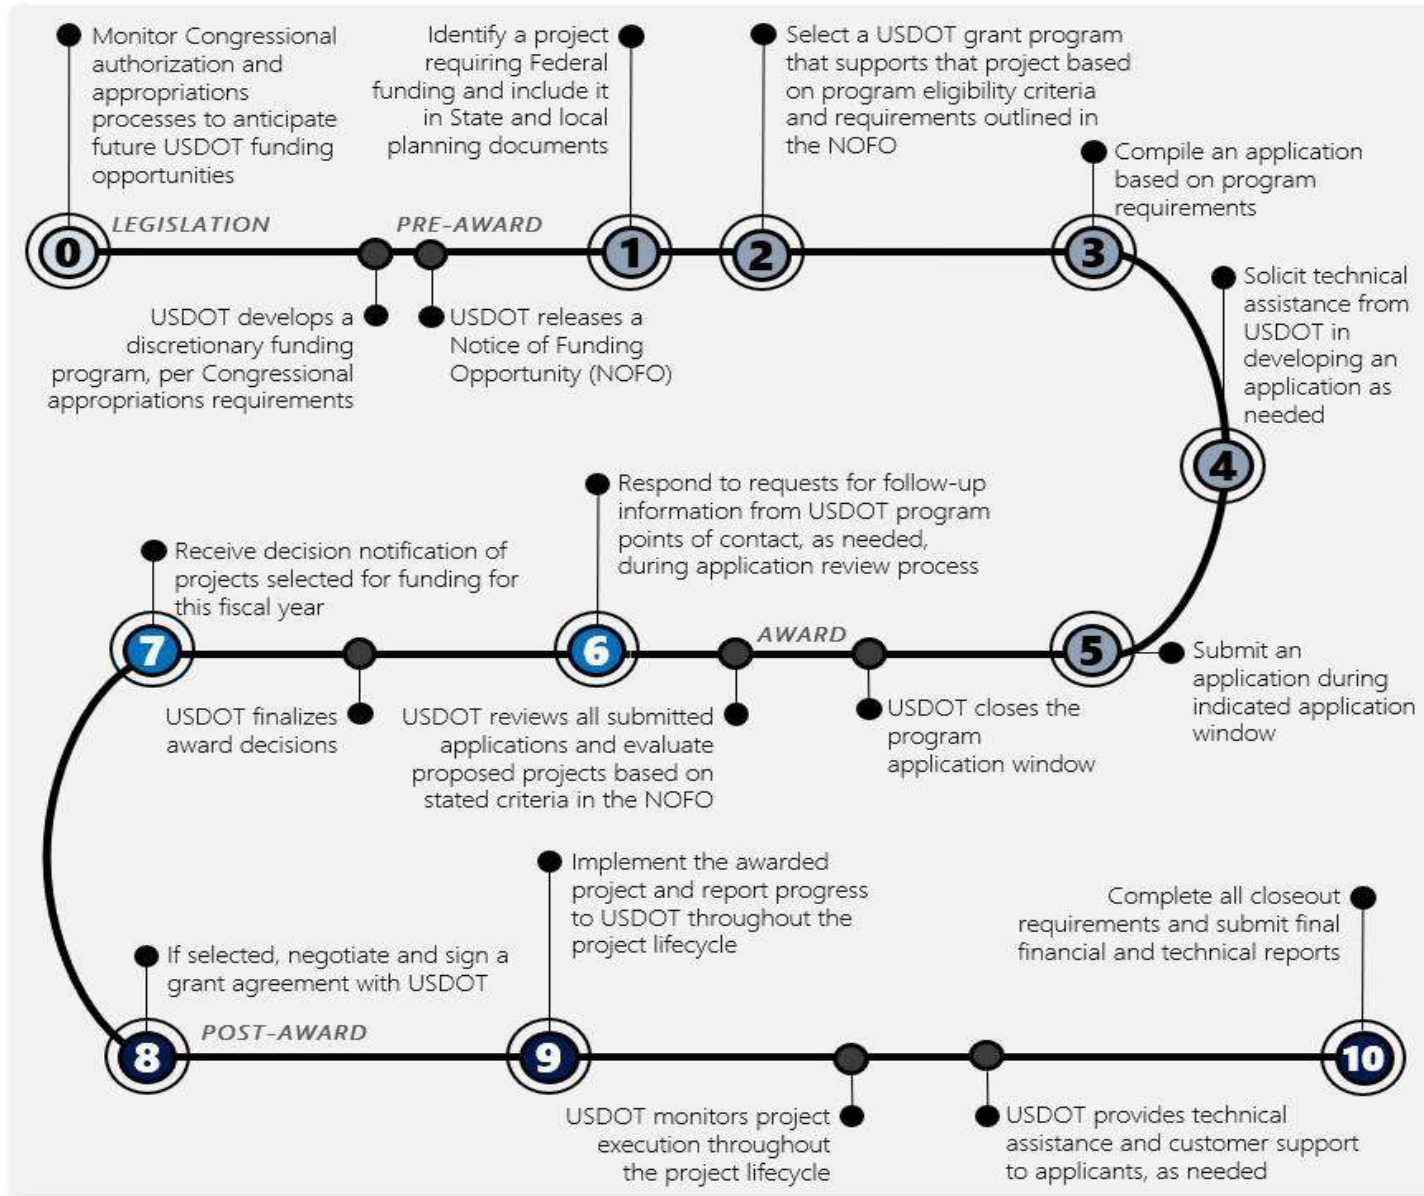 Monitor Congressional
authorization and
appropriations
processes to anticipate
future USDOT funding
opportunities
Identify a project
requiring Federal
funding and include it
in State and local
planning documents
Select a USDOT grant program
that supports that project based
on program eligibility criteria
and requirements outlined in
the NOFO
Compile an application
based on program
requirements
LEGISLATION
PRE-AWARD
0
1
2
3
USDOT develops a
discretionary funding
program, per Congressional
appropriations requirements
USDOT releases a
Notice of Funding
Opportunity (NOFO)
Solicit technical
assistance from
USDOT in
developing an
application as
needed
4
Submit an
application during
indicated application
window
5
AWARD
USDOT closes the
program
application window
USDOT reviews all submitted
applications and evaluate
proposed projects based on
stated criteria in the NOFO
Respond to requests for follow-up
information from USDOT program
points of contact, as needed,
during application review process
6
USDOT finalizes
award decisions
Receive decision notification of
projects selected for funding for
this fiscal year
7
If selected, negotiate and sign a
grant agreement with USDOT
8
POST-AWARD
Implement the awarded
project and report progress
to USDOT throughout the
project lifecycle
9
USDOT monitors project
execution throughout
the project lifecycle
USDOT provides technical
assistance and customer support
to applicants, as needed
Complete all closeout
requirements and submit final
financial and technical reports
10